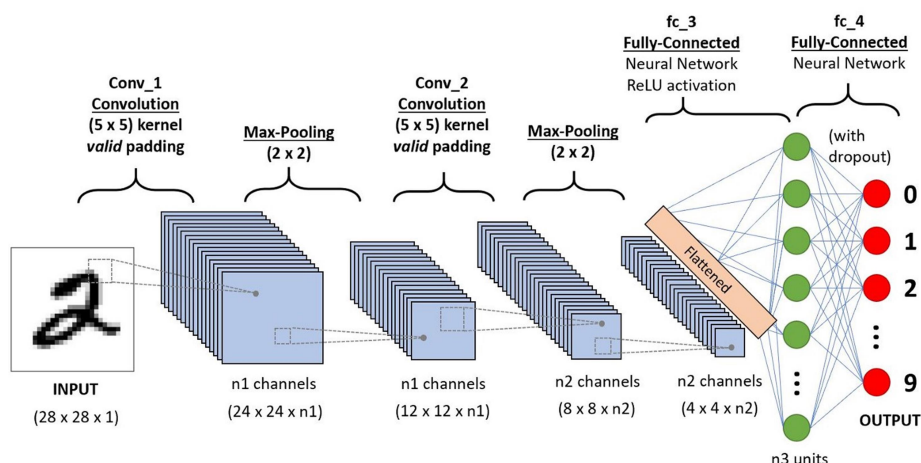 Conv_1
Convolution
(5 x 5) kernel
valid padding
Max-Pooling
(2 x 2)
Conv_2
Convolution
(5 x 5) kernel
valid padding
Max-Pooling
(2 x 2)
fc_3
Fully-Connected
Neural Network
ReLU activation
fc_4
Fully-Connected
Neural Network
(with
dropout)
2
INPUT
(28 x 28 x 1)
n1 channels
(24 x 24 x n1)
n1 channels
(12 x 12 x n1)
n2 channels
(8 x 8 x n2)
n2 channels
(4 x 4 x n2)
Flattened
n3 units
0
1
2
9
OUTPUT